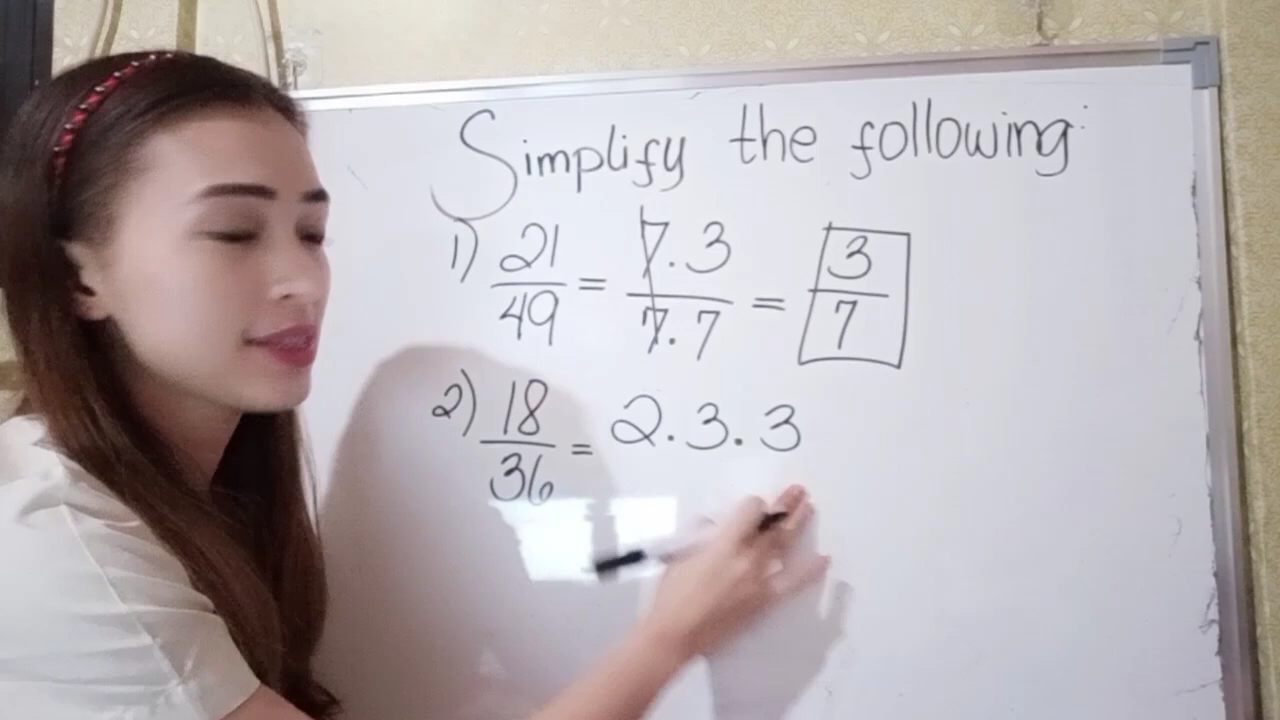 Simplify the following:
1) 21/49 = 7.3/7.7 = 3/7
2) 18/36 = 2.3.3